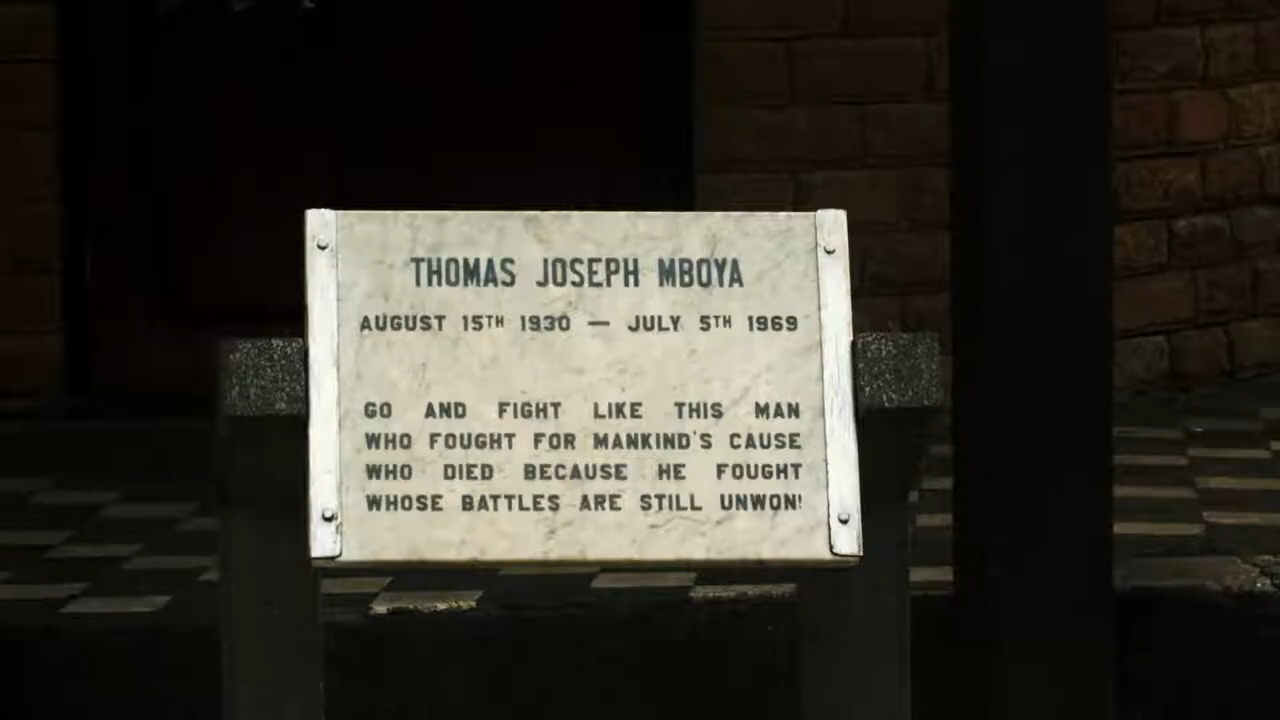 THOMAS JOSEPH MBOYA
AUGUST 15TH 1930 — JULY 5TH 1969
GO AND FIGHT LIKE THIS MAN
WHO FOUGHT FOR MANKIND'S CAUSE
WHO DIED BECAUSE HE FOUGHT
WHOSE BATTLES ARE STILL UNWON!